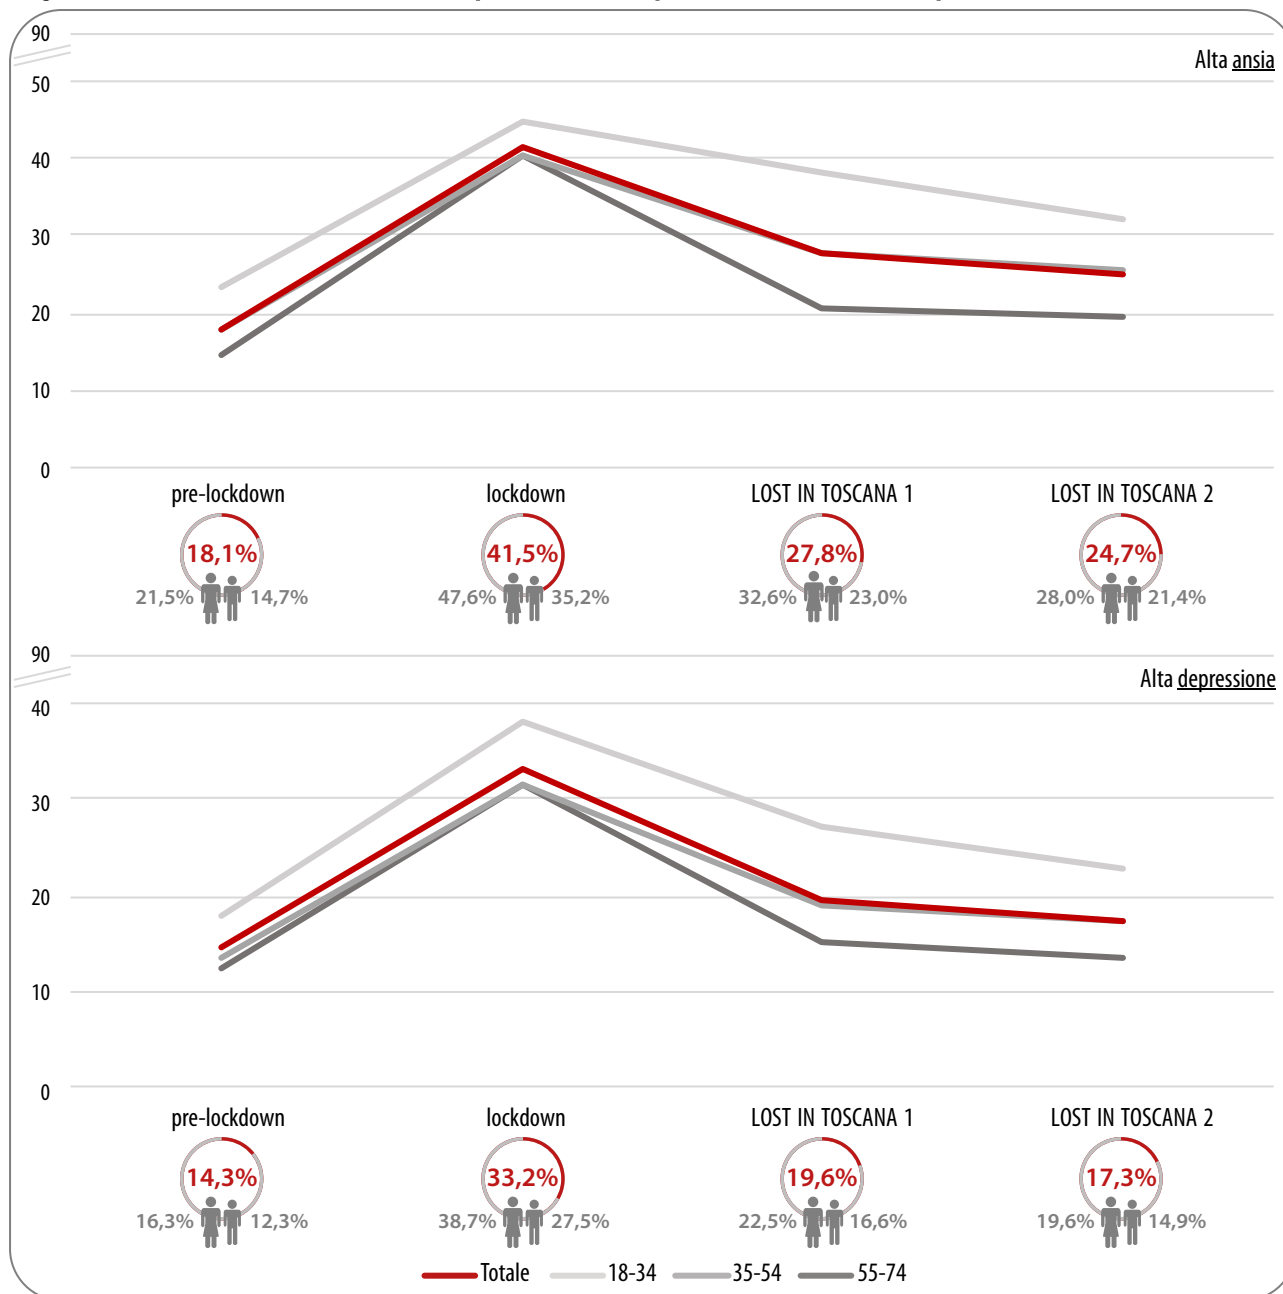 90
Alta ansia
50
40
30
20
10
0
pre-lockdown lockdown LOST IN TOSCANA 1 LOST IN TOSCANA 2
18,1% 41,5% 27,8% 24,7%
21,5% 14,7% 47,6% 35,2% 32,6% 23,0% 28,0% 21,4%
90
Alta depressione
40
30
20
10
0
pre-lockdown lockdown LOST IN TOSCANA 1 LOST IN TOSCANA 2
14,3% 33,2% 19,6% 17,3%
16,3% 12,3% 38,7% 27,5% 22,5% 16,6% 19,6% 14,9%
Totale 18-34 35-54 55-74